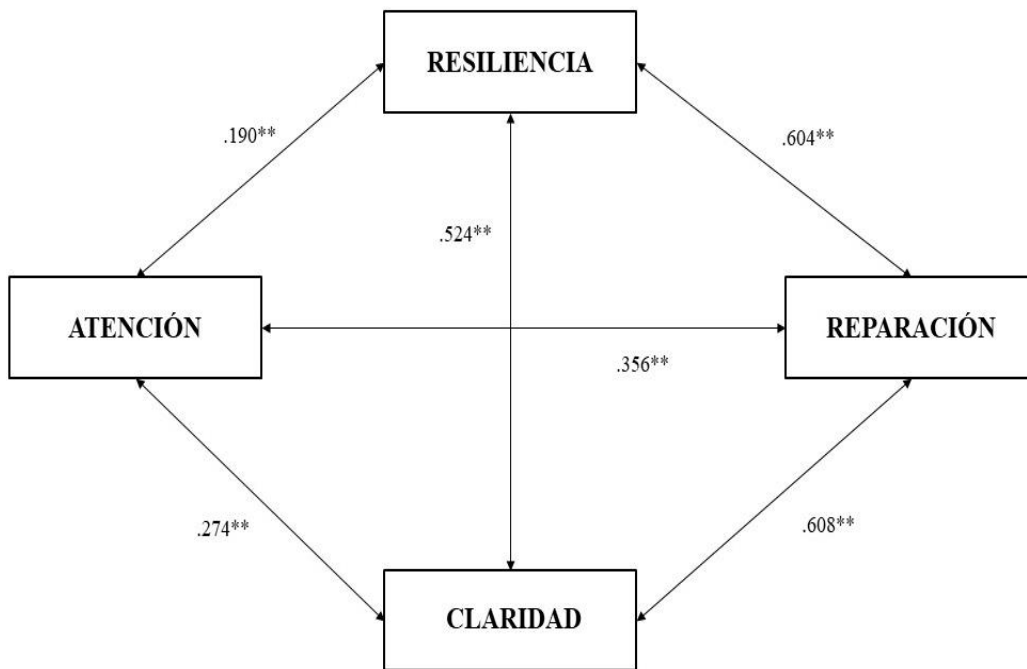 RESILIENCIA
.190**
.604**
.524**
ATENCIÓN
REPARACIÓN
.356**
.274**
.608**
CLARIDAD